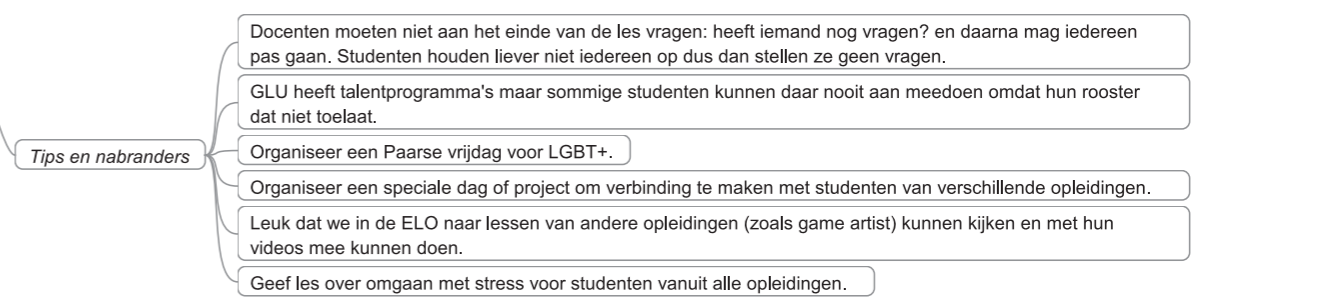 Docenten moeten niet aan het einde van de les vragen: heeft iemand nog vragen? en daarna mag iedereen
pas gaan. Studenten houden liever niet iedereen op dus dan stellen ze geen vragen.
GLU heeft talentprogramma's maar sommige studenten kunnen daar nooit aan meedoen omdat hun rooster
dat niet toelaat.
Tips en nabranders
Organiseer een Paarse vrijdag voor LGBT+.
Organiseer een speciale dag of project om verbinding te maken met studenten van verschillende opleidingen.
Leuk dat we in de ELO naar lessen van andere opleidingen (zoals game artist) kunnen kijken en met hun
videos mee kunnen doen.
Geef les over omgaan met stress voor studenten vanuit alle opleidingen.